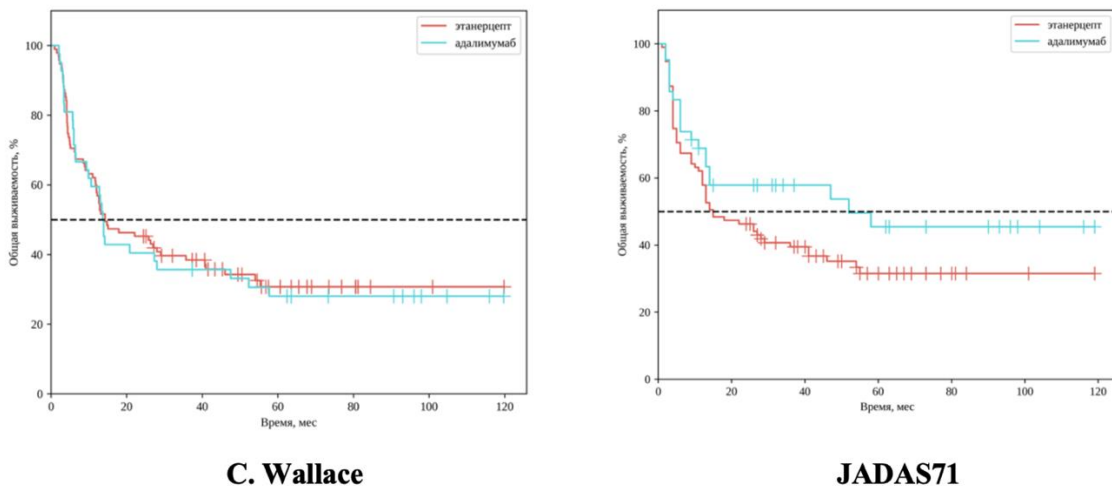 этанерцепт
адалимумаб
100
80
60
40
20
0
Общая выживаемость, %
0 20 40 60 80 100 120
Время, мес
C. Wallace
этанерцепт
адалимумаб
100
80
60
40
20
0
Общая выживаемость, %
0 20 40 60 80 100 120
Время, мес
JADAS71